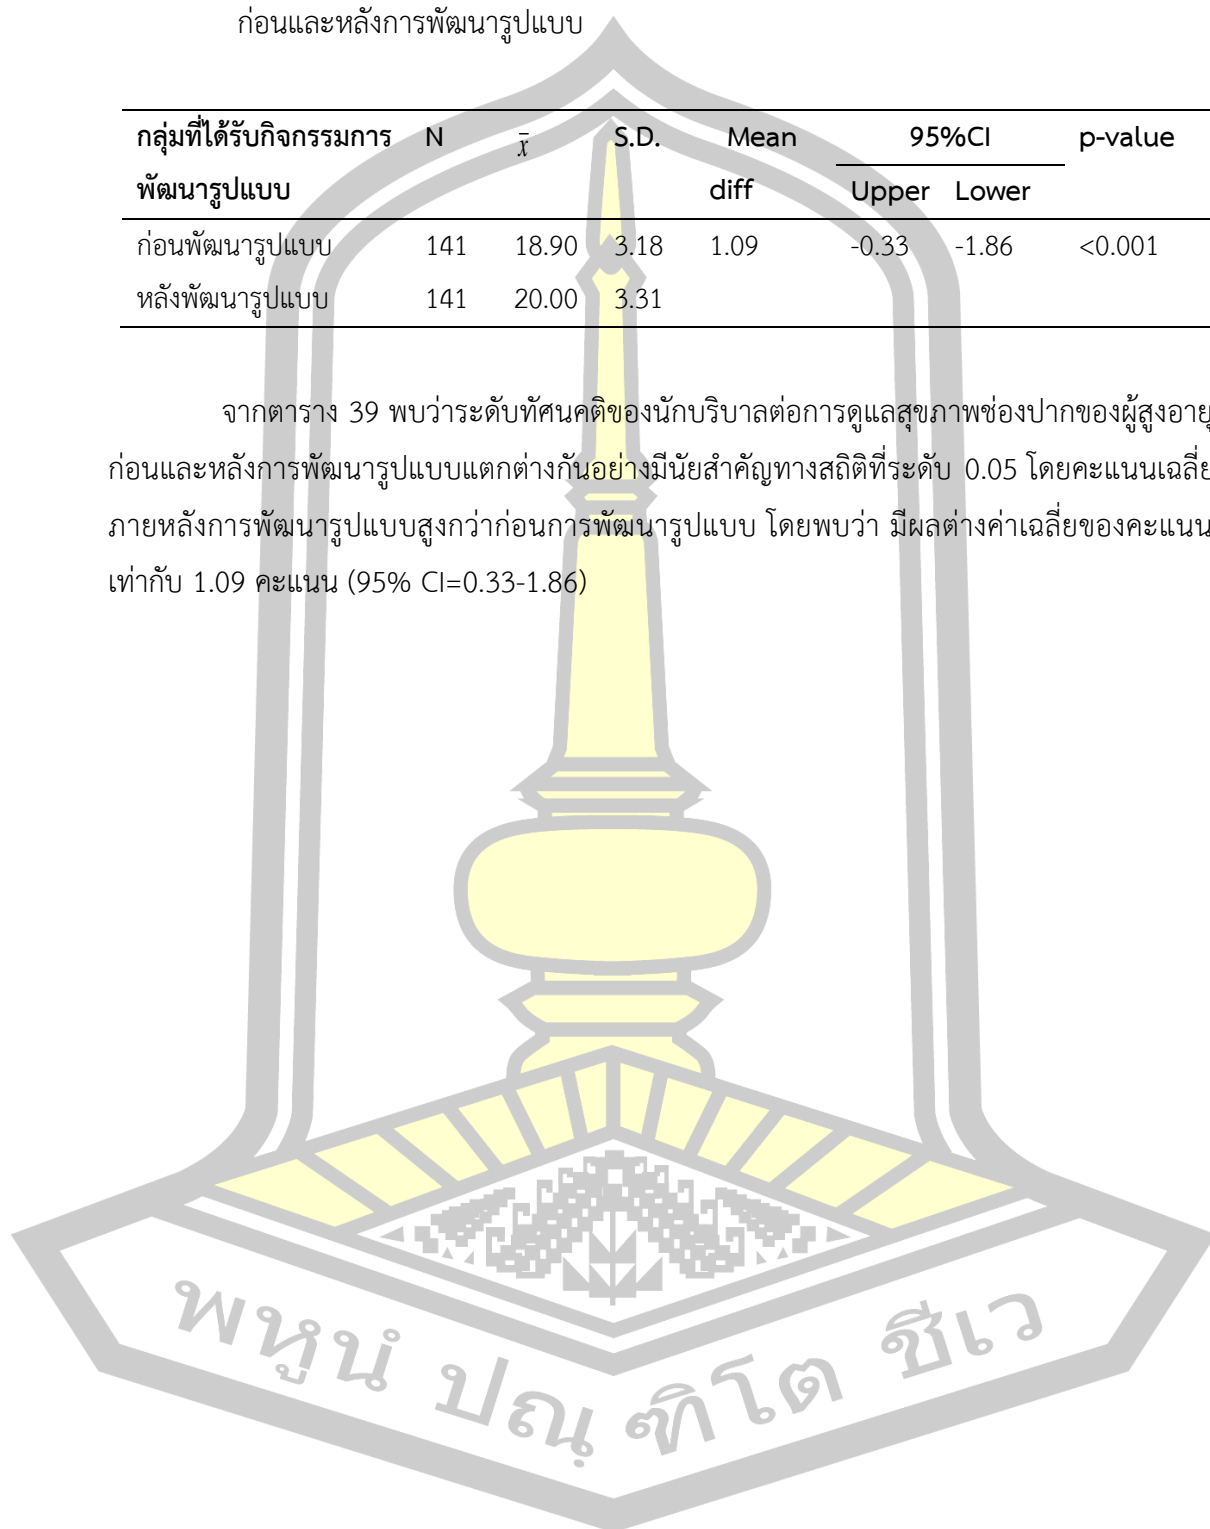 ก่อนและหลังการพัฒนารูปแบบ
กลุ่มที่ได้รับกิจกรรมการ N x̄ S.D. Mean 95%CI p-value
พัฒนารูปแบบ diff Upper Lower
ก่อนพัฒนารูปแบบ 141 18.90 3.18 1.09 -0.33 -1.86 <0.001
หลังพัฒนารูปแบบ 141 20.00 3.31
จากตาราง 39 พบว่าระดับทัศนคติของนักบริบาลต่อการดูแลสุขภาพช่องปากของผู้สูงอายุ
ก่อนและหลังการพัฒนารูปแบบแตกต่างกันอย่างมีนัยสำคัญทางสถิติที่ระดับ 0.05 โดยคะแนนเฉลี่ย
ภายหลังการพัฒนารูปแบบสูงกว่าก่อนการพัฒนารูปแบบ โดยพบว่า มีผลต่างค่าเฉลี่ยของคะแนน
เท่ากับ 1.09 คะแนน (95% CI=0.33-1.86)
พหูนํ ปณฺฑิโต ชีเว